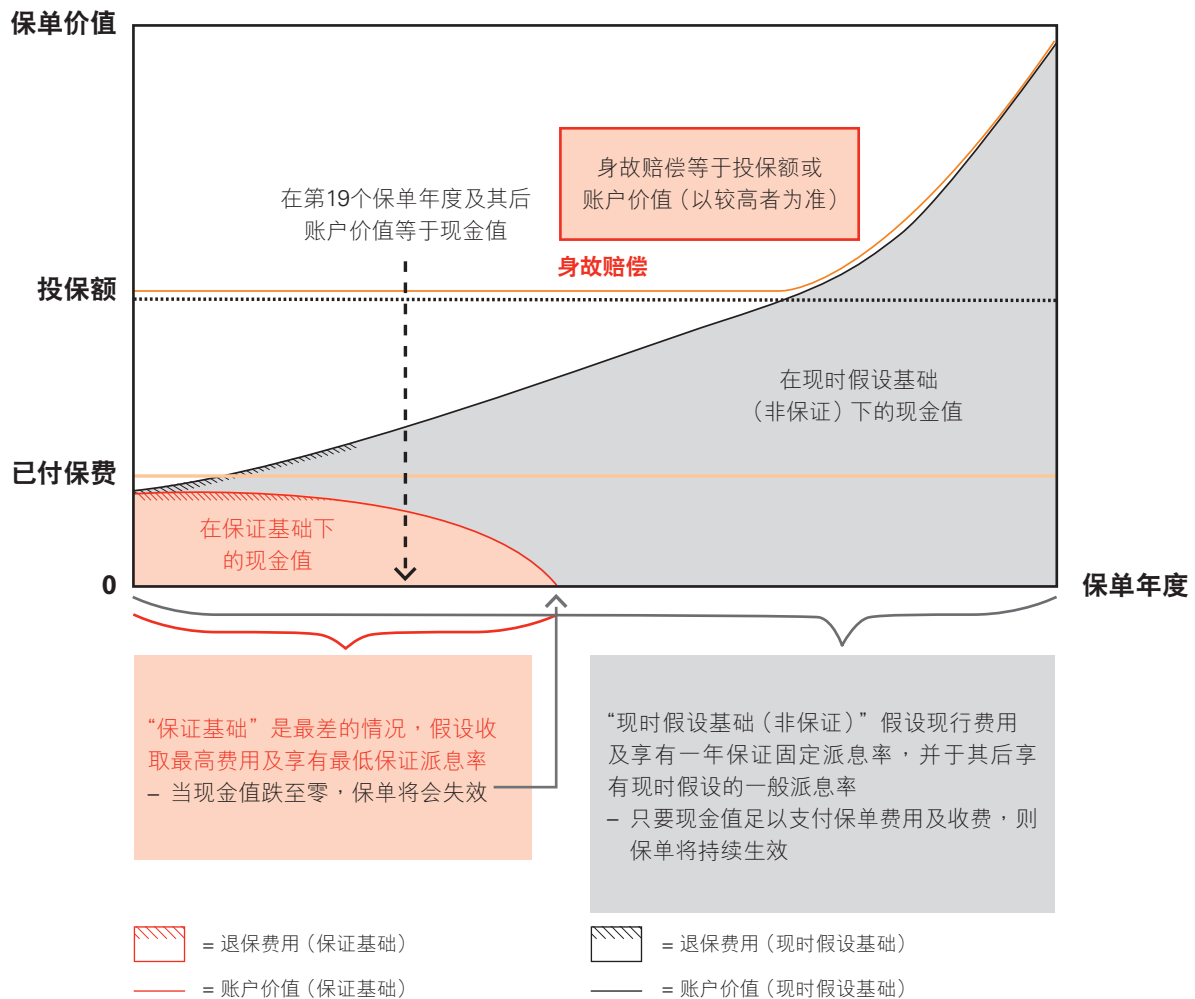 保单价值
身故赔偿等于投保额或
账户价值（以较高者为准）
在第19个保单年度及其后
账户价值等于现金值
身故赔偿
投保额
在现时假设基础
（非保证）下的现金值
已付保费
在保证基础下
的现金值
0
保单年度
“保证基础”是最差的情况，假设收
取最高费用及享有最低保证派息率
– 当现金值跌至零，保单将会失效
“现时假设基础（非保证）”假设现行费用
及享有一年保证固定派息率，并于其后享
有现时假设的一般派息率
– 只要现金值足以支付保单费用及收费，则
保单将持续生效
= 退保费用（保证基础）
= 退保费用（现时假设基础）
= 账户价值（保证基础）
= 账户价值（现时假设基础）